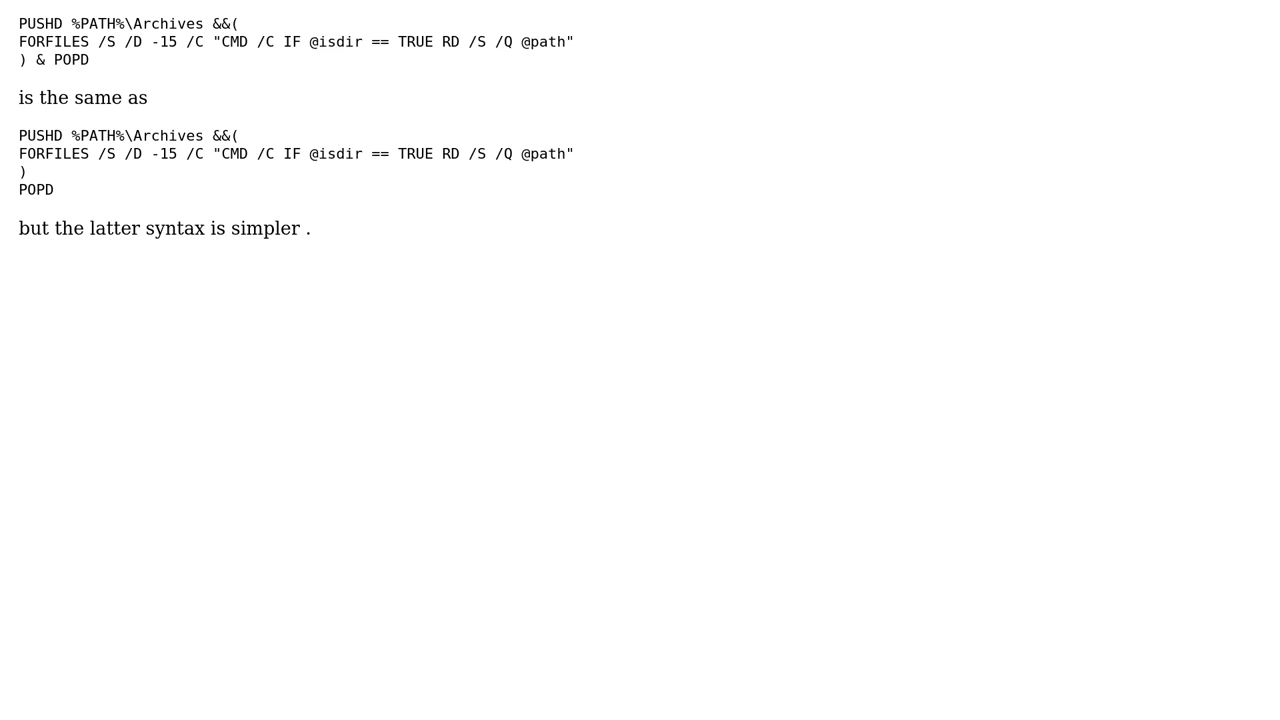 PUSHD %PATH%\Archives &&(
FORFILES /S /D -15 /C "CMD /C IF @isdir == TRUE RD /S /Q @path"
) & POPD
is the same as
PUSHD %PATH%\Archives &&(
FORFILES /S /D -15 /C "CMD /C IF @isdir == TRUE RD /S /Q @path"
)
POPD
but the latter syntax is simpler .